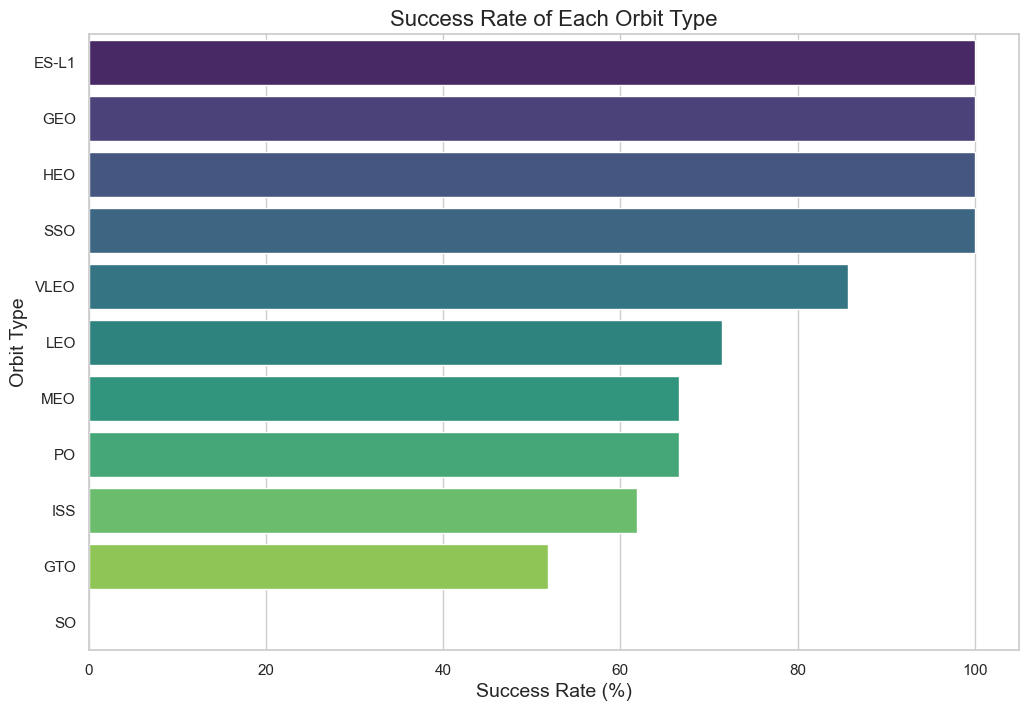 Success Rate of Each Orbit Type
Orbit Type
ES-L1
GEO
HEO
SSO
VLEO
LEO
MEO
PO
ISS
GTO
SO
0 20 40 60 80 100
Success Rate (%)